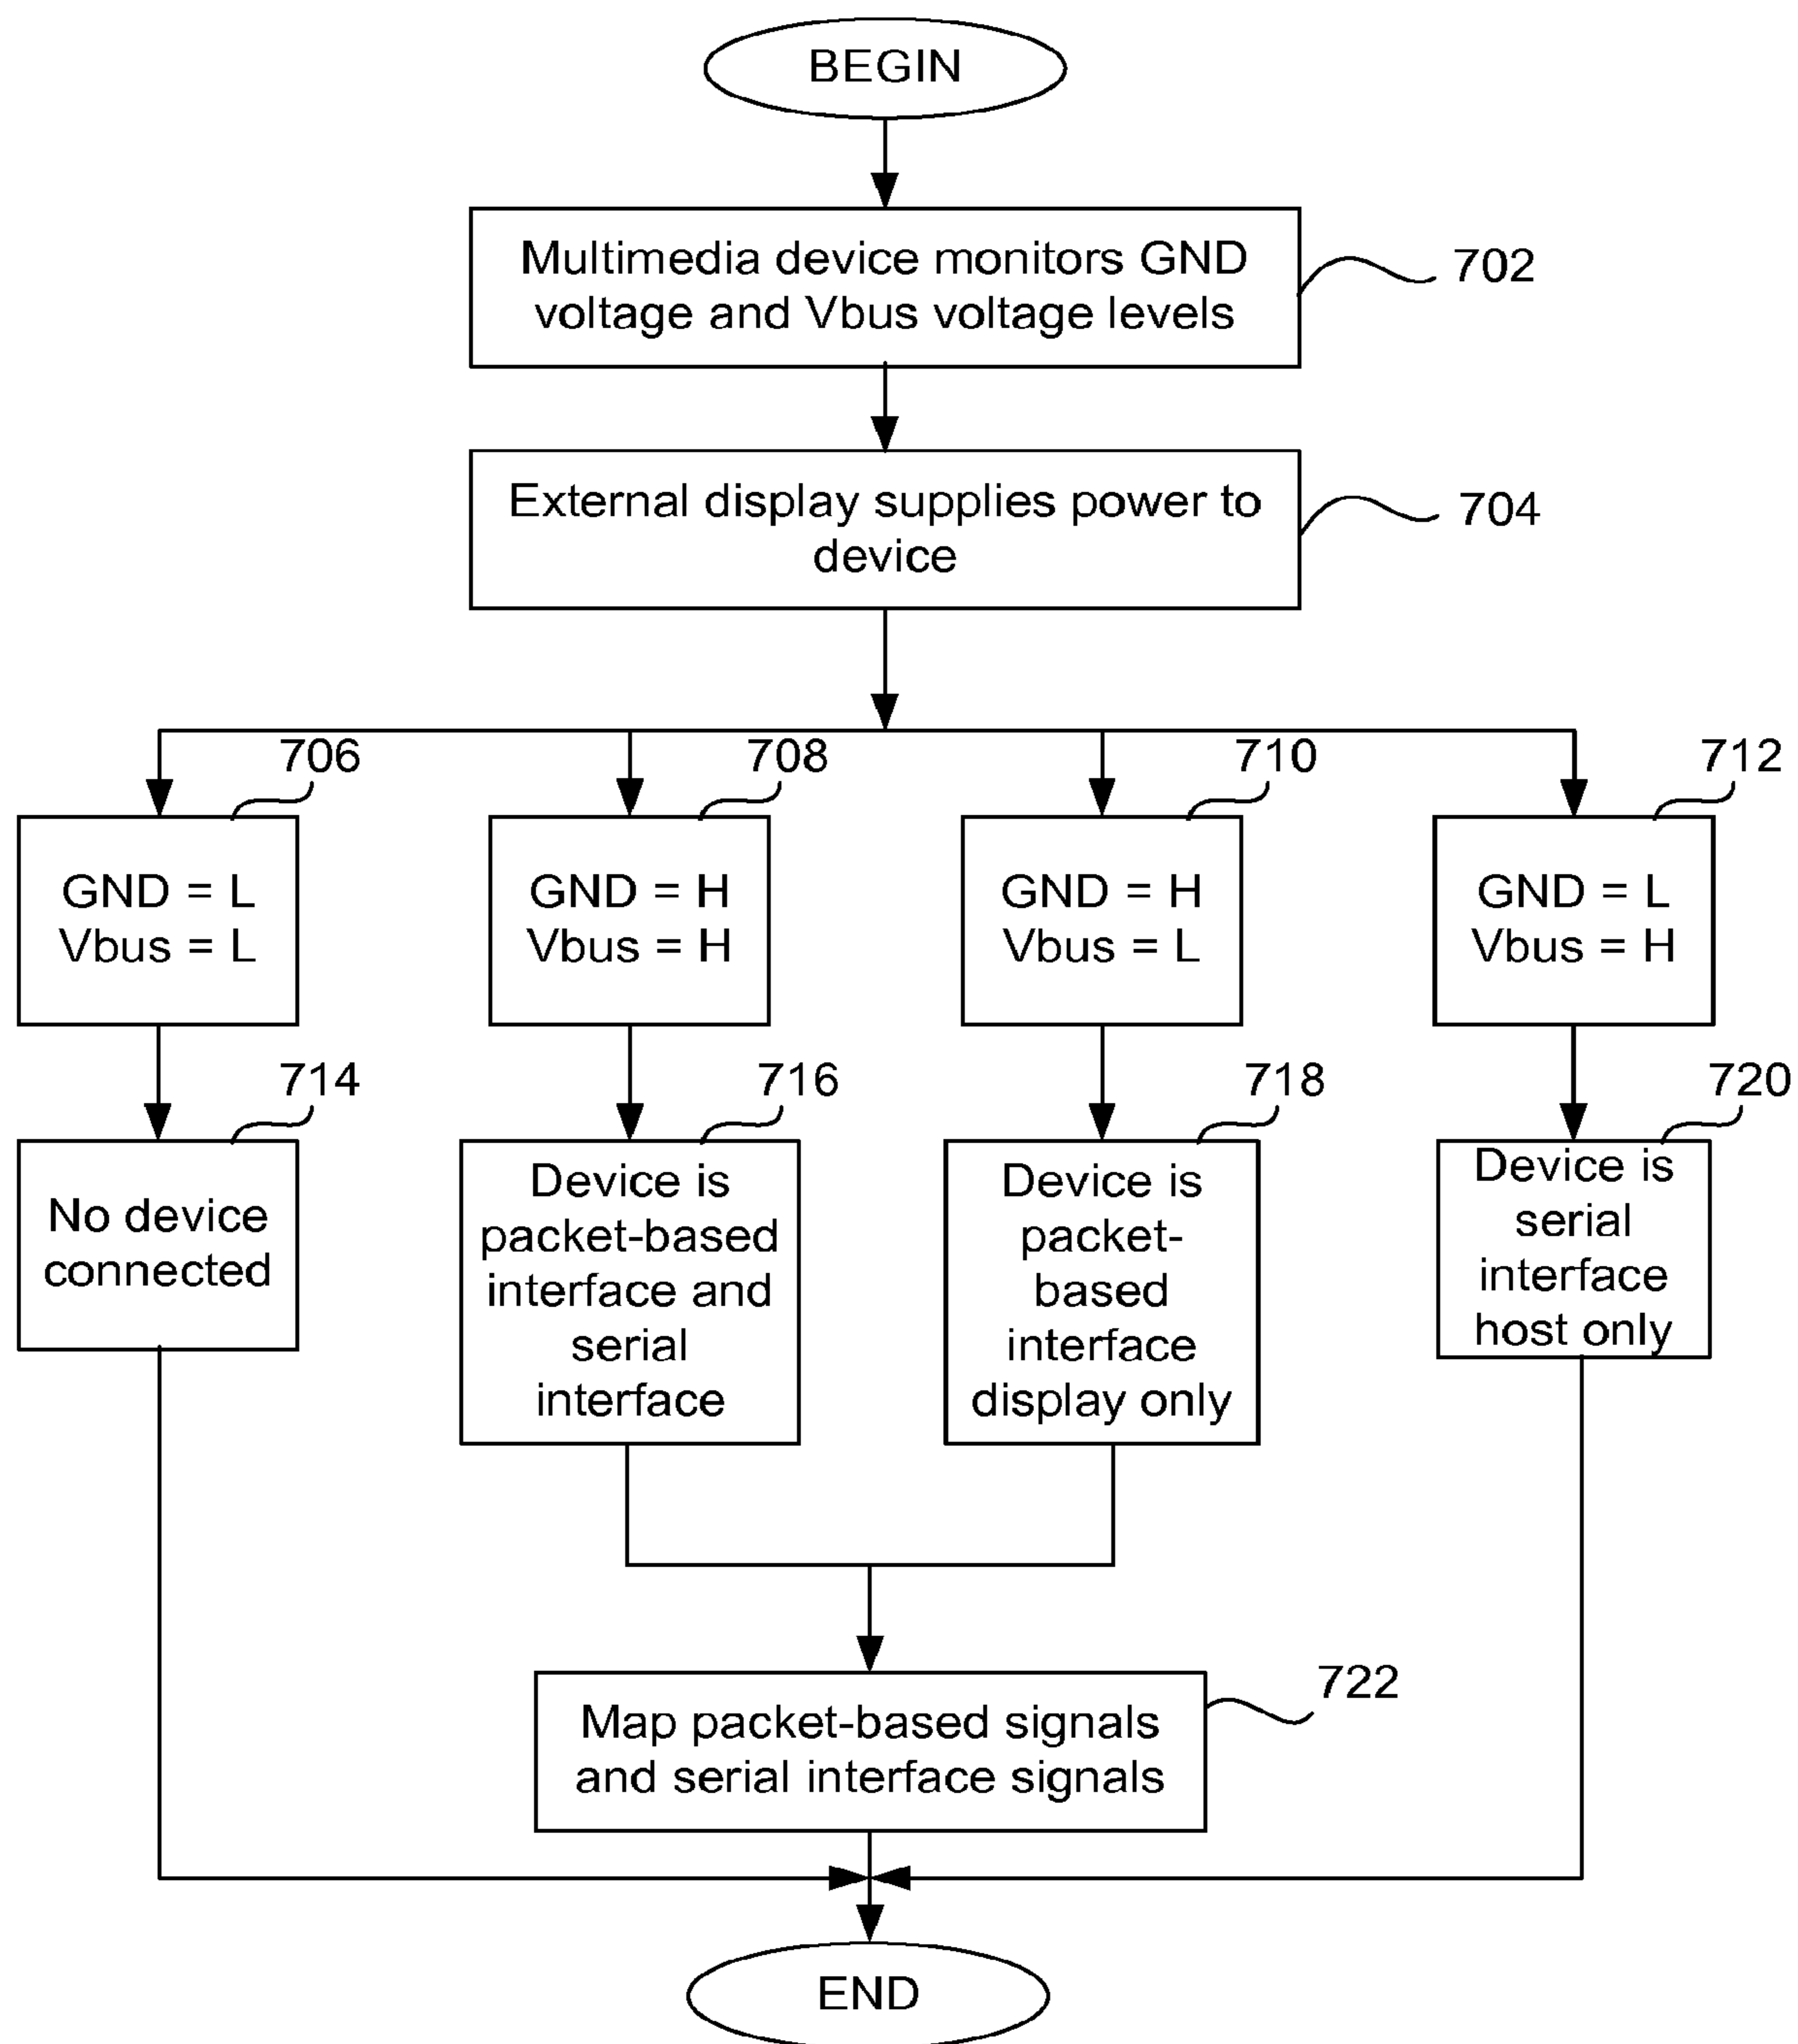 BEGIN
Multimedia device monitors GND
voltage and Vbus voltage levels
702
External display supplies power to
device
704
706
708
710
712
GND = L
Vbus = L
GND = H
Vbus = H
GND = H
Vbus = L
GND = L
Vbus = H
714
716
718
720
No device
connected
Device is
packet-based
interface and
serial
interface
Device is
packet-
based
interface
display only
Device is
serial
interface
host only
Map packet-based signals
and serial interface signals
722
END